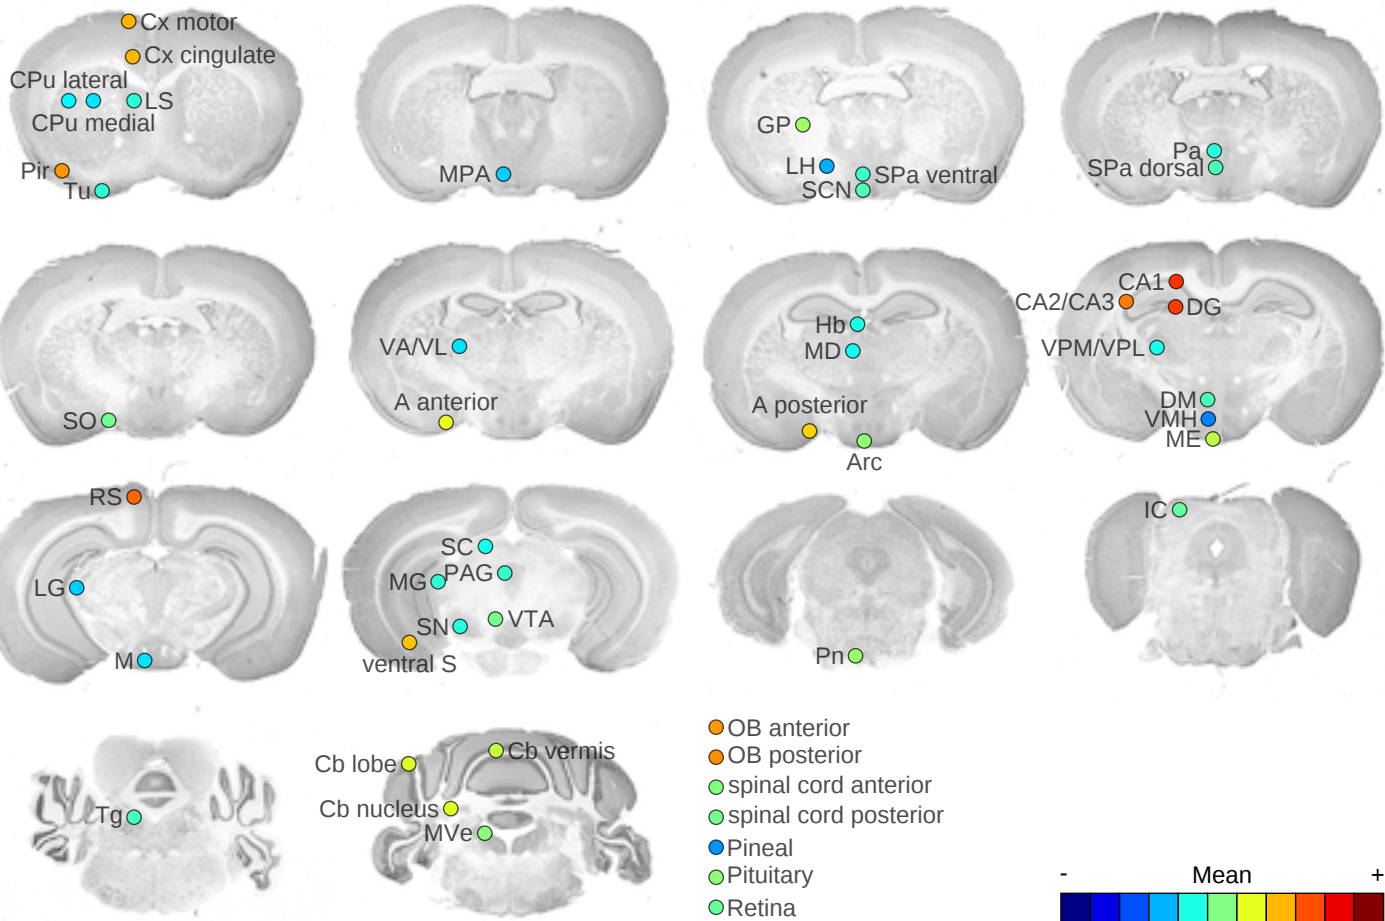 Cx motor
Cx cingulate
CPu lateral
LS
CPu medial
Pir
Tu
MPA
GP
LH
SPa ventral
SCN
Pa
SPa dorsal
SO
VA/VL
A anterior
Hb
MD
A posterior
Arc
CA1
CA2/CA3
DG
VPM/VPL
DM
VMH
ME
RS
LG
M
SC
MG
PAG
SN
VTA
ventral S
Pn
IC
Tg
Cb lobe
Cb vermis
Cb nucleus
MVe
OB anterior
OB posterior
spinal cord anterior
spinal cord posterior
Pineal
Pituitary
Retina
- Mean +